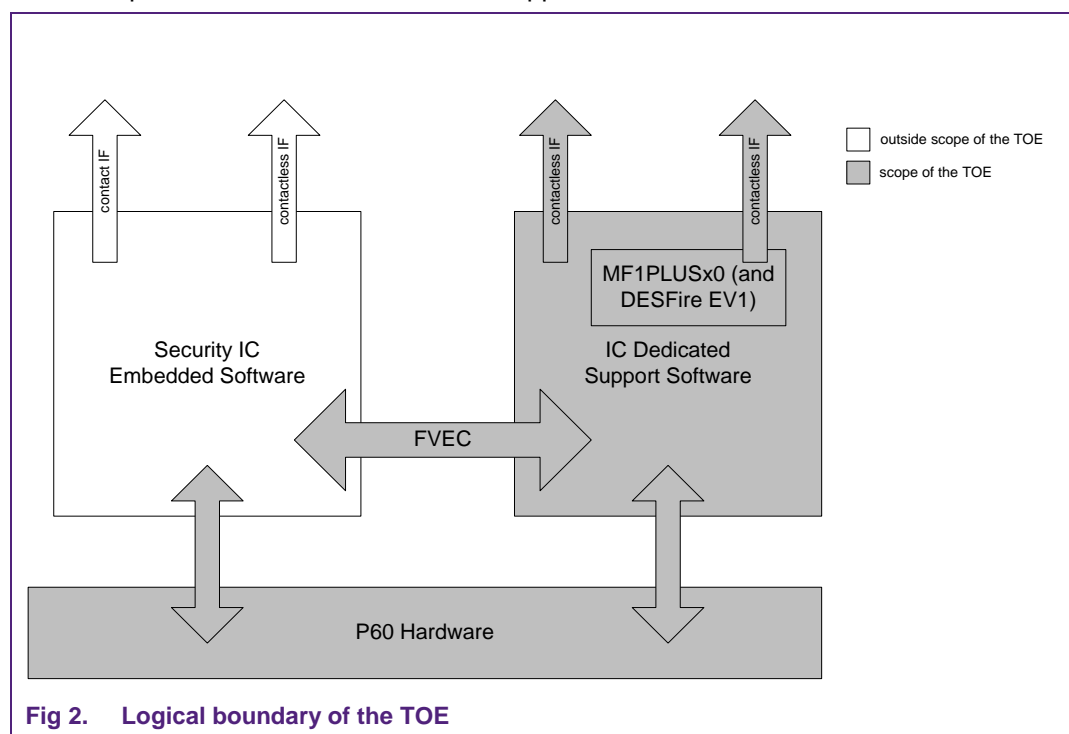 contact IF
contactless IF
contactless IF
contactless IF
outside scope of the TOE
scope of the TOE
MF1PLUSx0 (and
DESFire EV1)
Security IC
Embedded Software
IC Dedicated
Support Software
FVEC
P60 Hardware
Fig 2. Logical boundary of the TOE